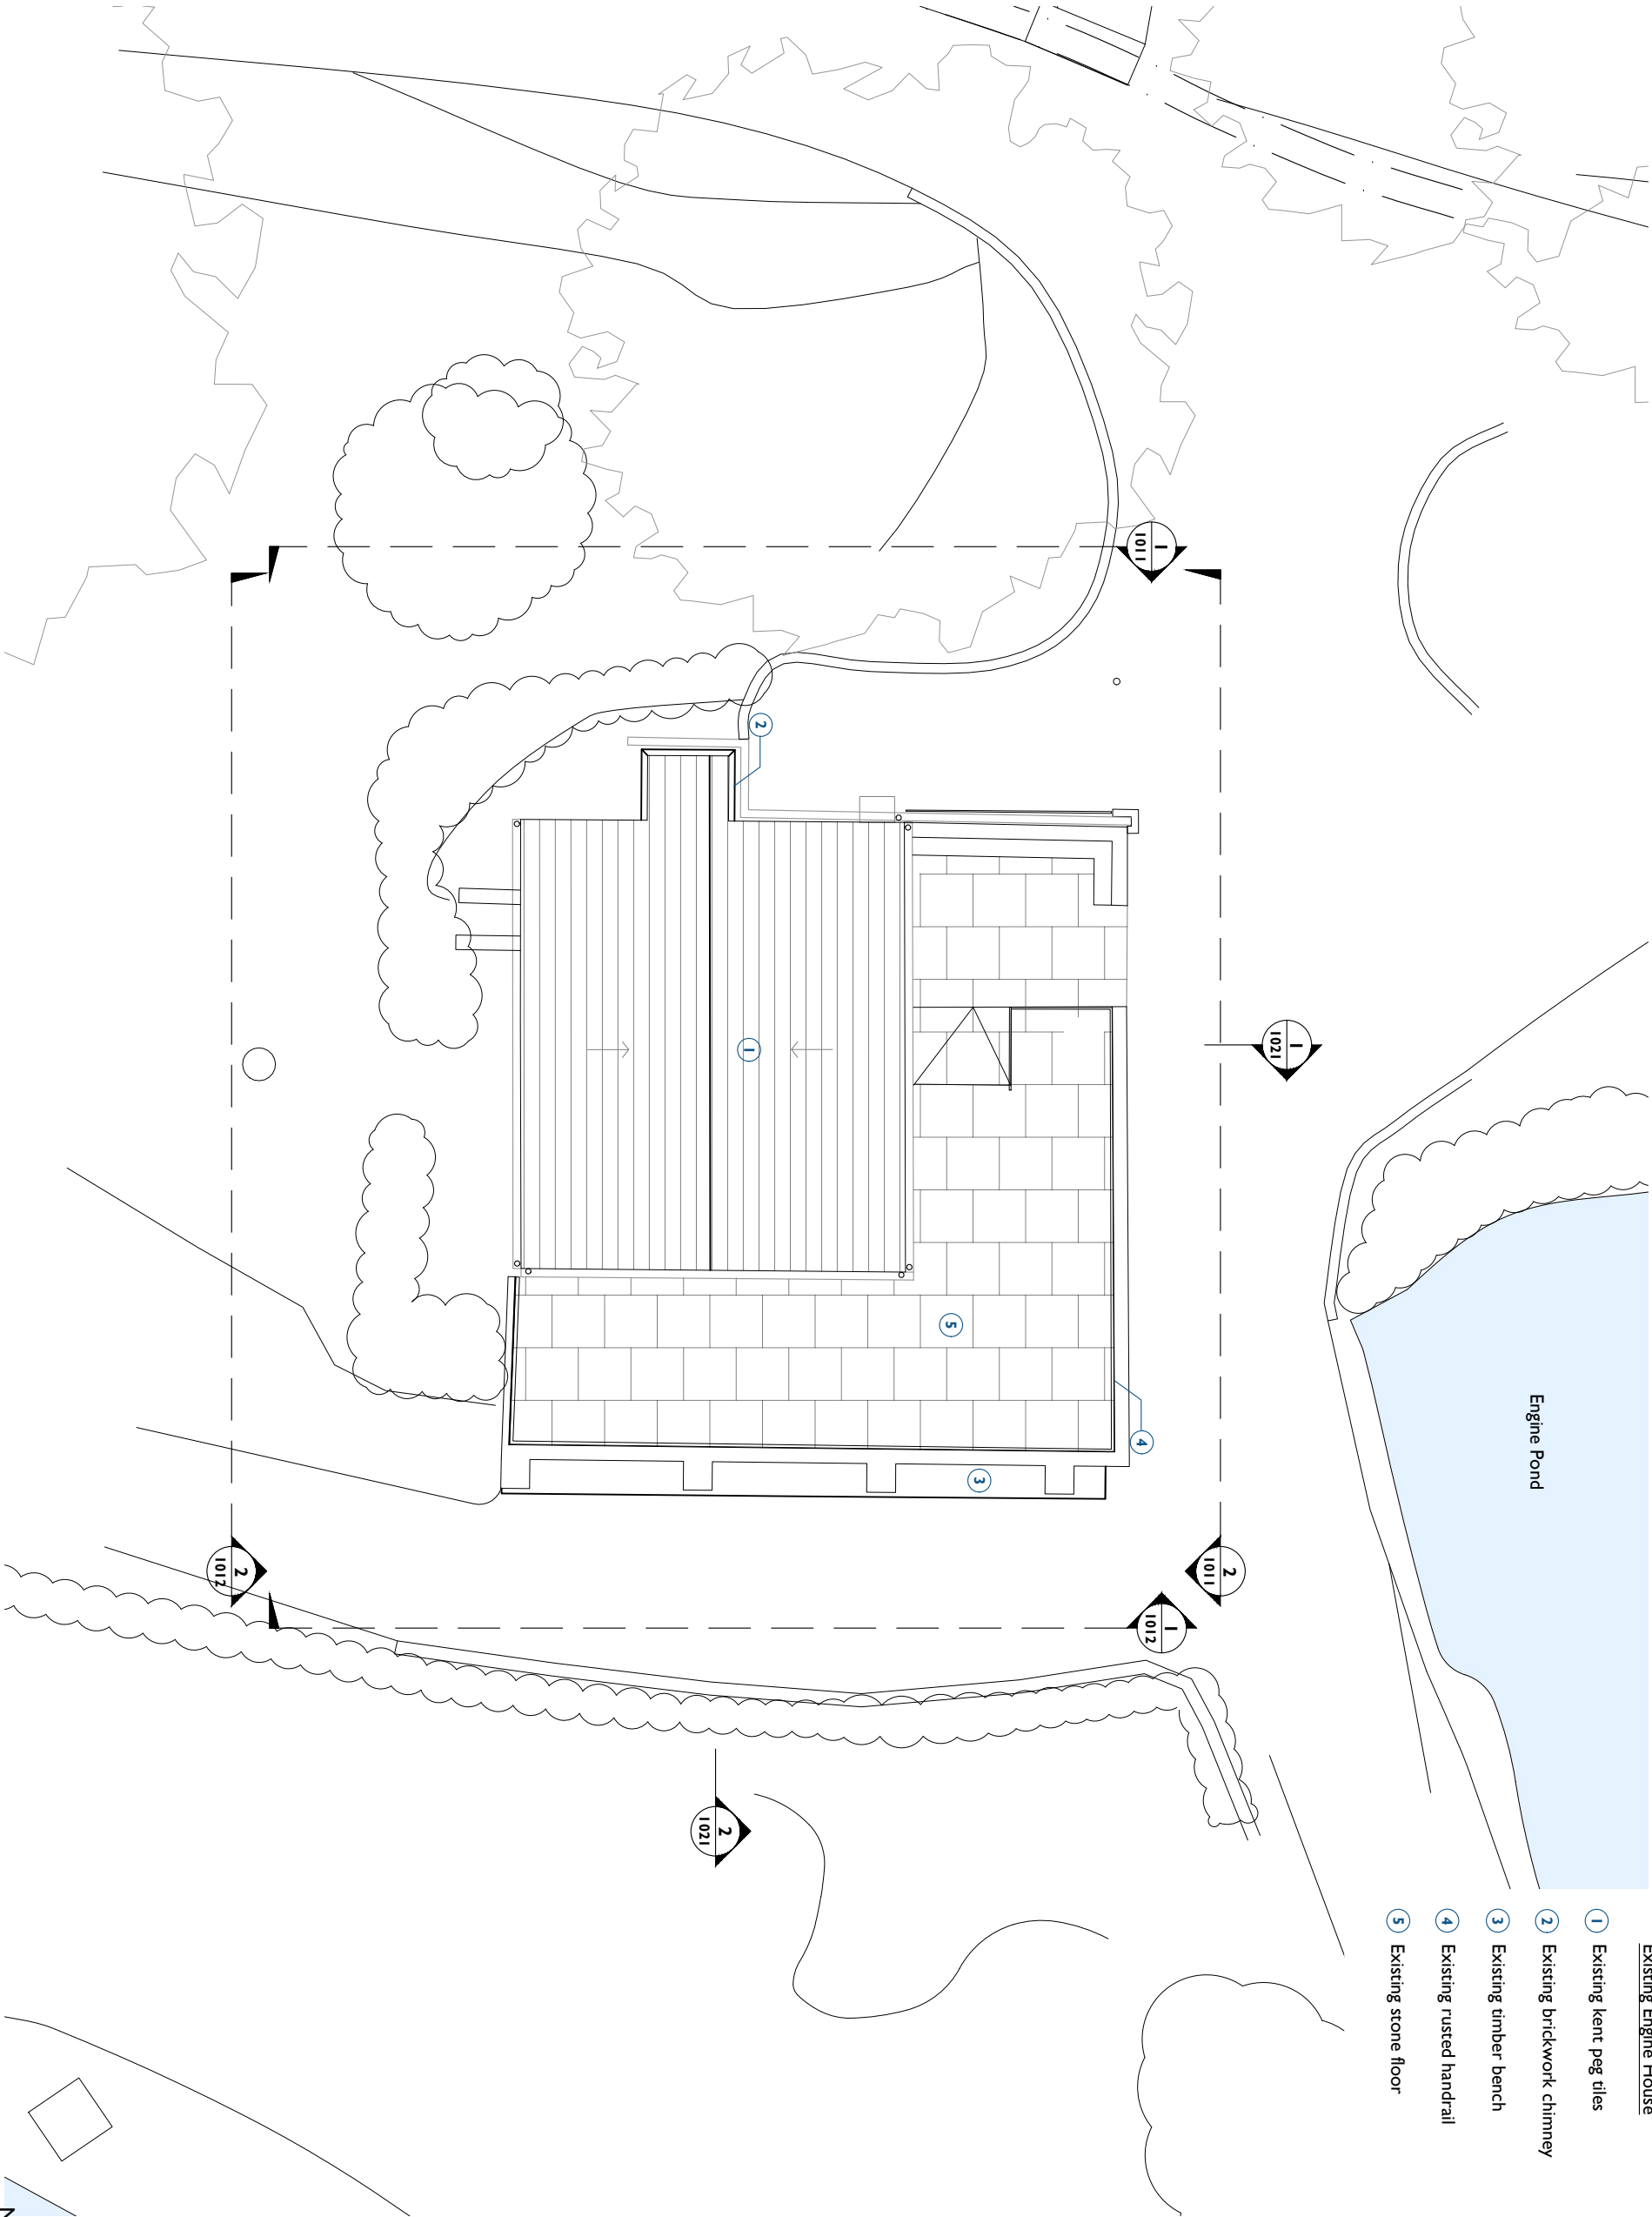 Existing Engine House
1 Existing kent peg tiles
2 Existing brickwork chimney
3 Existing timber bench
4 Existing rusted handrail
5 Existing stone floor
Engine Pond
1
1021
2
1011
1
1011
1
1012
4
3
5
2
1
2
1021
2
1012